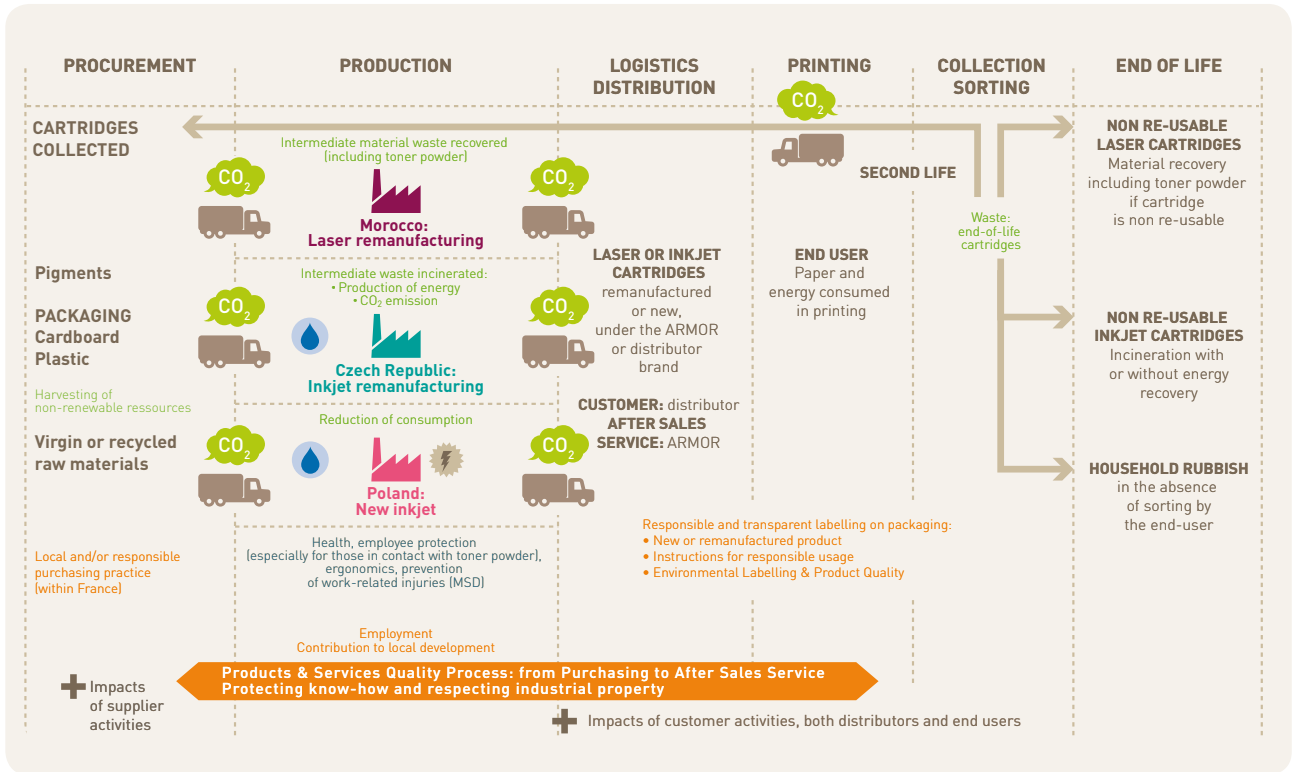 PROCUREMENT
PRODUCTION
LOGISTICS
DISTRIBUTION
PRINTING
COLLECTION
SORTING
END OF LIFE
CARTRIDGES
COLLECTED
Pigments
PACKAGING
Cardboard
Plastic
Harvesting of
non-renewable ressources
Virgin or recycled
raw materials
Local and/or responsible
purchasing practice
(within France)
Impacts
of supplier
activities
CO2
CO2
CO2
Intermediate material waste recovered
(including toner powder)
Morocco:
Laser remanufacturing
Intermediate waste incinerated:
• Production of energy
• CO2 emission
Czech Republic:
Inkjet remanufacturing
Reduction of consumption
Poland:
New inkjet
Health, employee protection
(especially for those in contact with toner powder),
ergonomics, prevention
of work-related injuries (MSD)
Employment
Contribution to local development
Products & Services Quality Process: from Purchasing to After Sales Service
Protecting know-how and respecting industrial property
CO2
CO2
CO2
LASER OR INKJET
CARTRIDGES
remanufactured
or new,
under the ARMOR
or distributor
brand
CUSTOMER: distributor
AFTER SALES
SERVICE: ARMOR
CO2
SECOND LIFE
END USER
Paper and
energy consumed
in printing
Responsible and transparent labelling on packaging:
• New or remanufactured product
• Instructions for responsible usage
• Environmental Labelling & Product Quality
Impacts of customer activities, both distributors and end users
Waste:
end-of-life
cartridges
NON RE-USABLE
LASER CARTRIDGES
Material recovery
including toner powder
if cartridge
is non re-usable
NON RE-USABLE
INKJET CARTRIDGES
Incineration with
or without energy
recovery
HOUSEHOLD RUBBISH
in the absence
of sorting by
the end-user